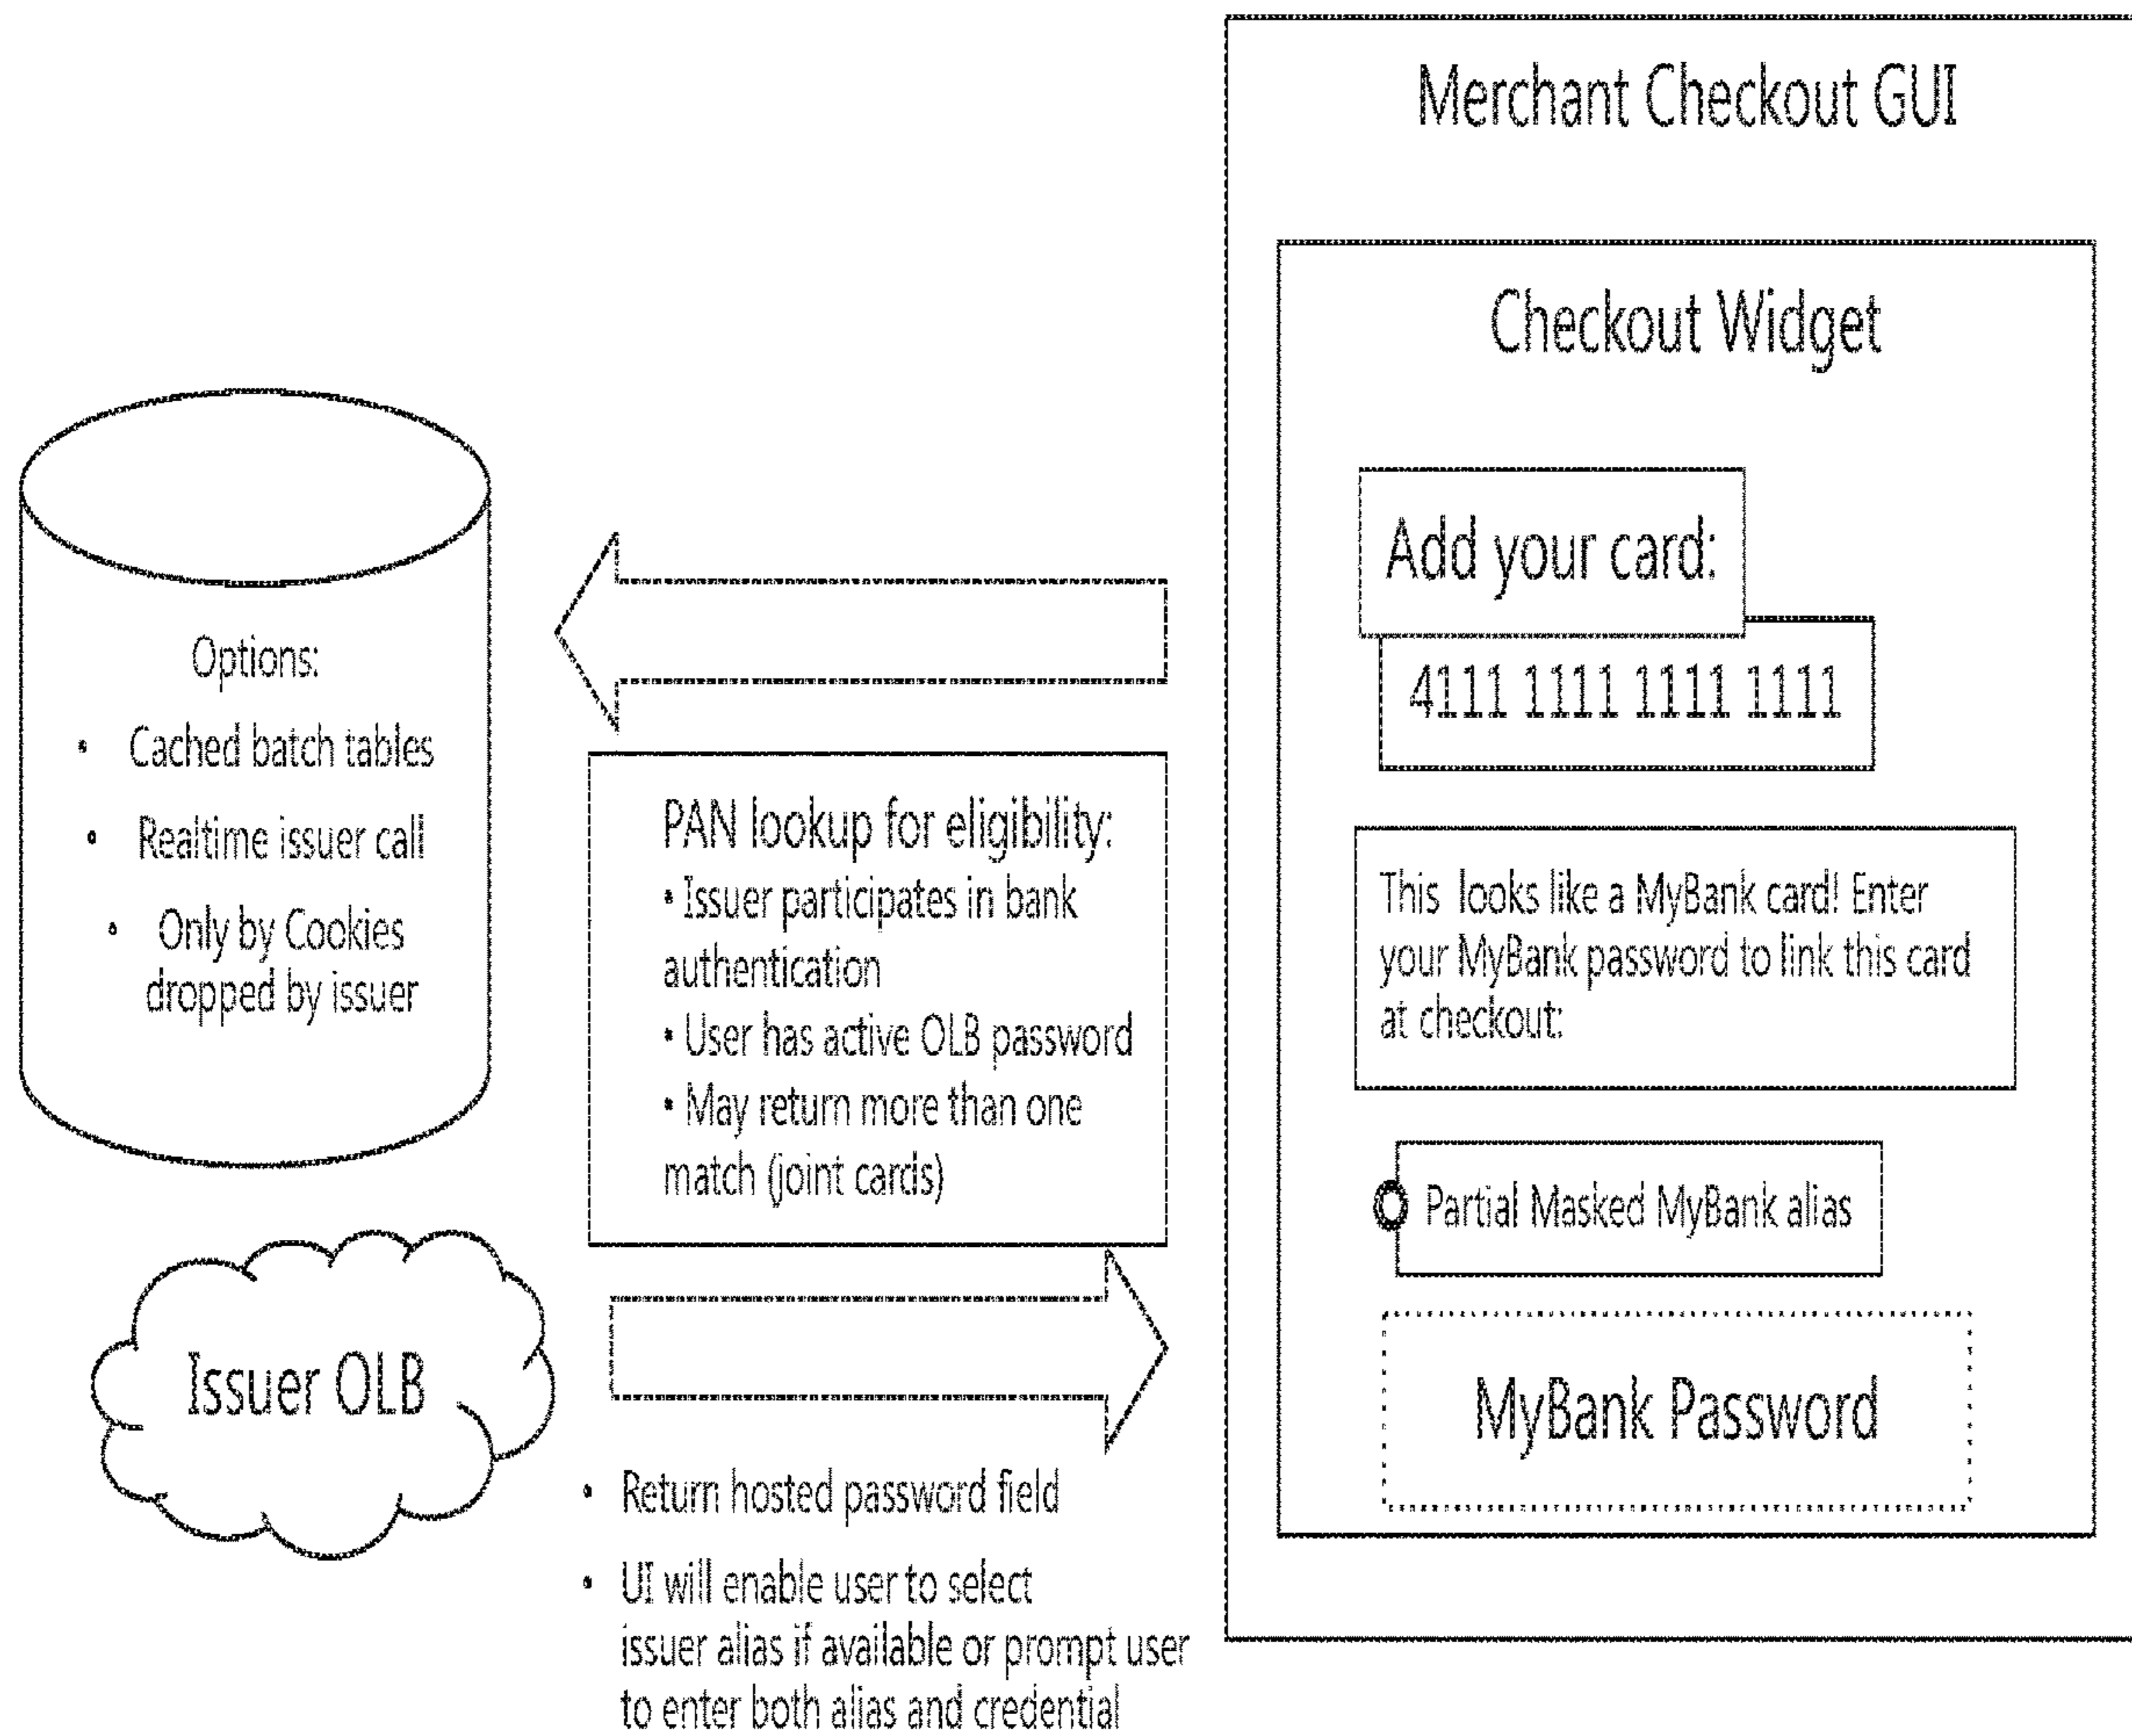 Merchant Checkout GUI
Checkout Widget
Add your card:
4111 1111 1111 1111
This looks like a MyBank card! Enter
your MyBank password to link this card
at checkout:
Partial Masked MyBank alias
MyBank Password
Options:
• Cached batch tables
• Realtime issuer call
• Only by Cookies
dropped by issuer
PAN lookup for eligibility:
• Issuer participates in bank
authentication
• User has active OLB password
• May return more than one
match (joint cards)
Issuer OLB
• Return hosted password field
• UI will enable user to select
issuer alias if available or prompt user
to enter both alias and credential